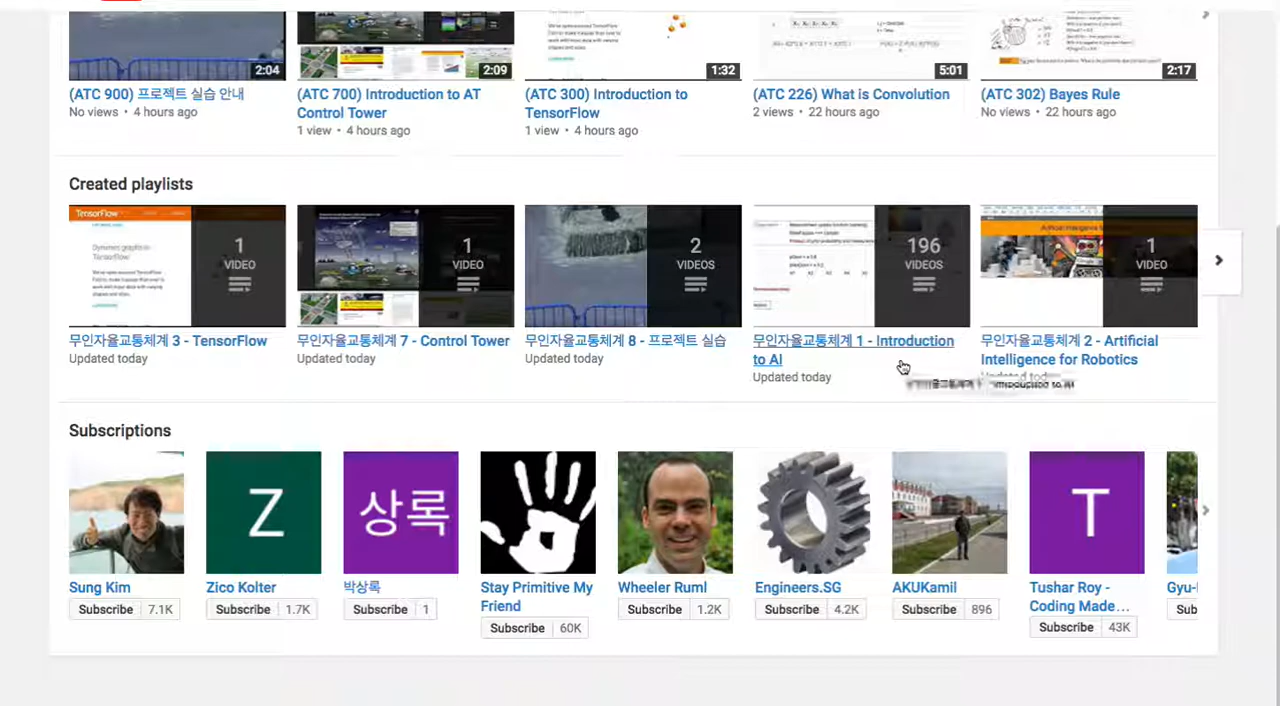 2:04
2:09
1:32
5:01
2:17
(ATC 900) 프로젝트 실습 안내
No views • 4 hours ago
(ATC 700) Introduction to AT
Control Tower
1 view • 4 hours ago
(ATC 300) Introduction to
TensorFlow
1 view • 4 hours ago
(ATC 226) What is Convolution
2 views • 22 hours ago
(ATC 302) Bayes Rule
No views • 22 hours ago
Created playlists
TensorFlow
1
VIDEO
1
VIDEO
2
VIDEOS
196
VIDEOS
1
VIDEO
무인자율교통체계 3 - TensorFlow
Updated today
무인자율교통체계 7 - Control Tower
Updated today
무인자율교통체계 8 - 프로젝트 실습
Updated today
무인자율교통체계 1 - Introduction
to AI
Updated today
무인자율교통체계 2 - Artificial
Intelligence for Robotics
Updated today
Subscriptions
Z
상록
T
Sung Kim
Subscribe 7.1K
Zico Kolter
Subscribe 1.7K
박상록
Subscribe 1
Stay Primitive My
Friend
Subscribe 60K
Wheeler Ruml
Subscribe 1.2K
Engineers.SG
Subscribe 4.2K
AKUKamil
Subscribe 896
Tushar Roy -
Coding Made...
Subscribe 43K
Gyu-
Sub